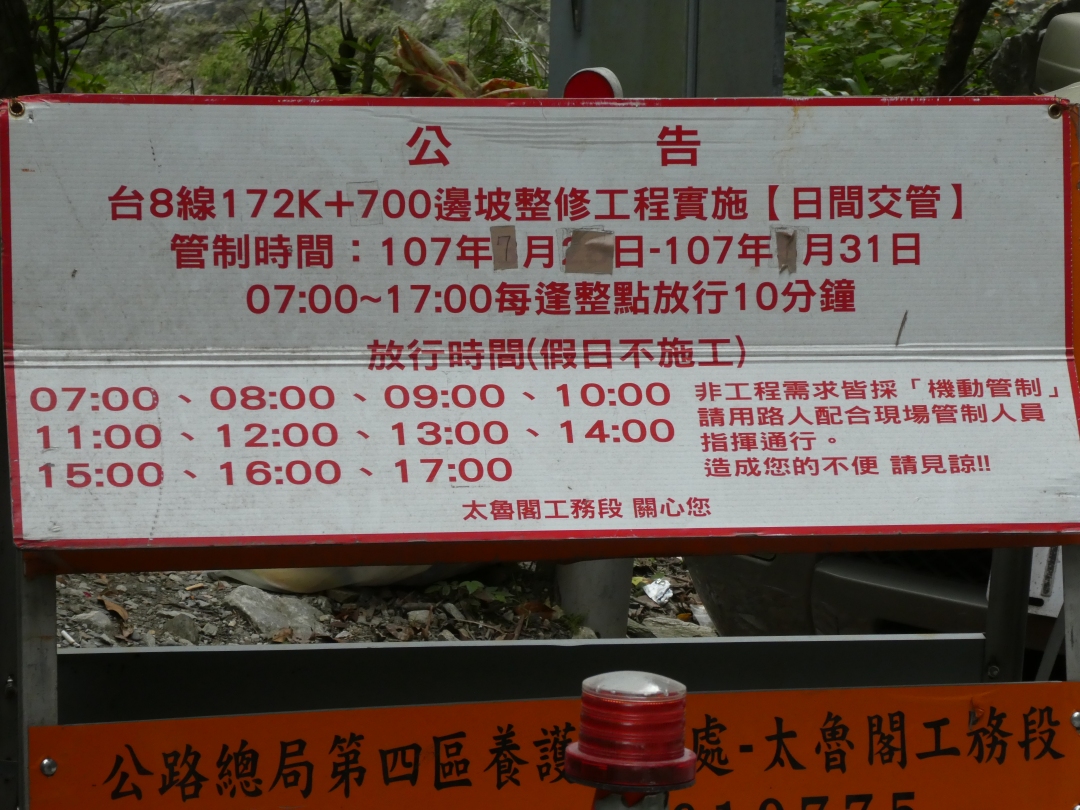 公告
台8線172K+700邊坡整修工程實施【日間交管】
管制時間：107年7月2日-107年月31日
07:00~17:00每逢整點放行10分鐘
放行時間(假日不施工)
07:00、08:00、09:00、10:00
11:00、12:00、13:00、14:00
15:00、16:00、17:00
非工程需求皆採「機動管制」
請用路人配合現場管制人員
指揮通行。
造成您的不便 請見諒!!
太魯閣工務段 關心您
公路總局第四區養護處-太魯閣工務段